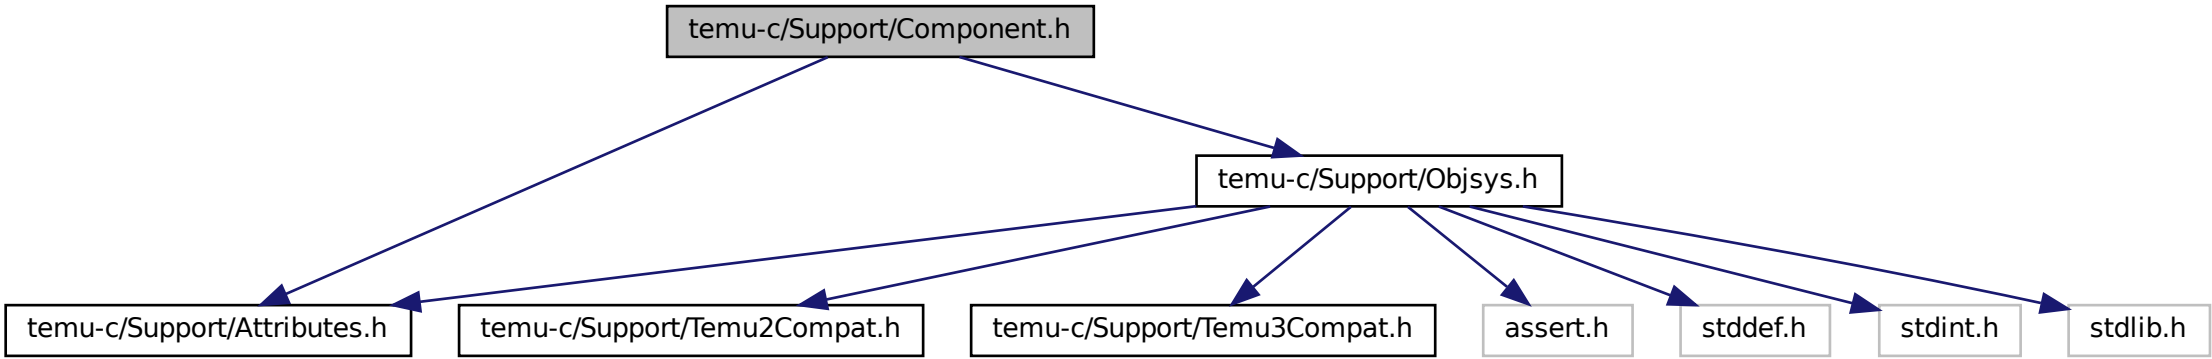 temu-c/Support/Component.h
temu-c/Support/Objsys.h
temu-c/Support/Attributes.h
temu-c/Support/Temu2Compat.h
temu-c/Support/Temu3Compat.h
assert.h
stddef.h
stdint.h
stdlib.h